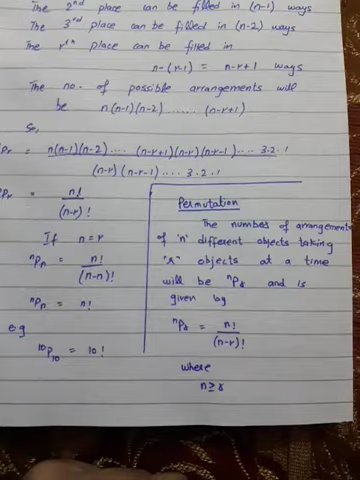 The 2nd place can be filled in (n-1) ways
The 3rd place can be filled in (n-2) ways
The rth place can be filled in
n-(r-1) = n-r+1 ways
The no. of possible arrangements will
be n(n-1)(n-2) ....... (n-r+1)
So,
Pr = n(n-1)(n-2).... (n-r+1)(n-r)(n-r-1).... 3.2.1
(n-r)(n-r-1).... 3.2.1
Pr = n!
(n-r)!
If n=r
nPn = n!
(n-n)!
nPn = n!
eg
10P10 = 10!
Permutation
The numbers of arrangements
of 'n' different objects taking
'r' objects at a time
will be nPr and is
given by
nPr = n!
(n-r)!
where
n≥r